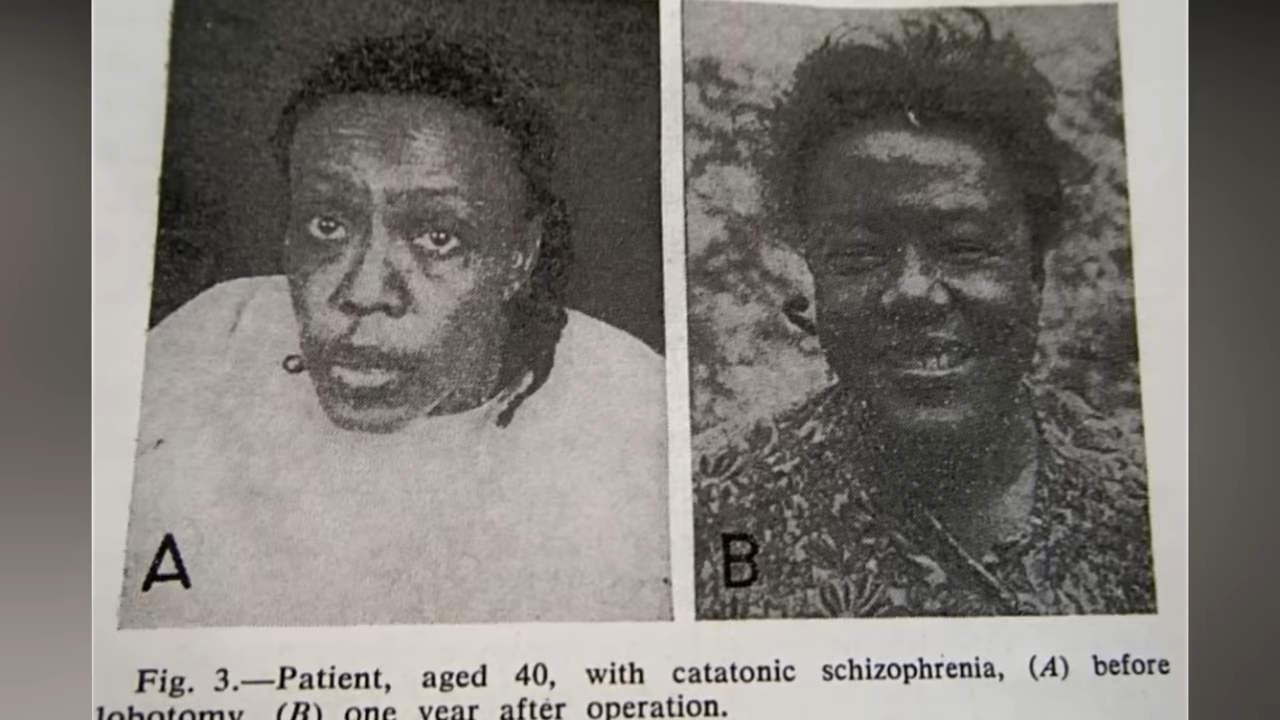 A
B
Fig. 3.—Patient, aged 40, with catatonic schizophrenia, (A) before
lobotomy, (B) one year after operation.